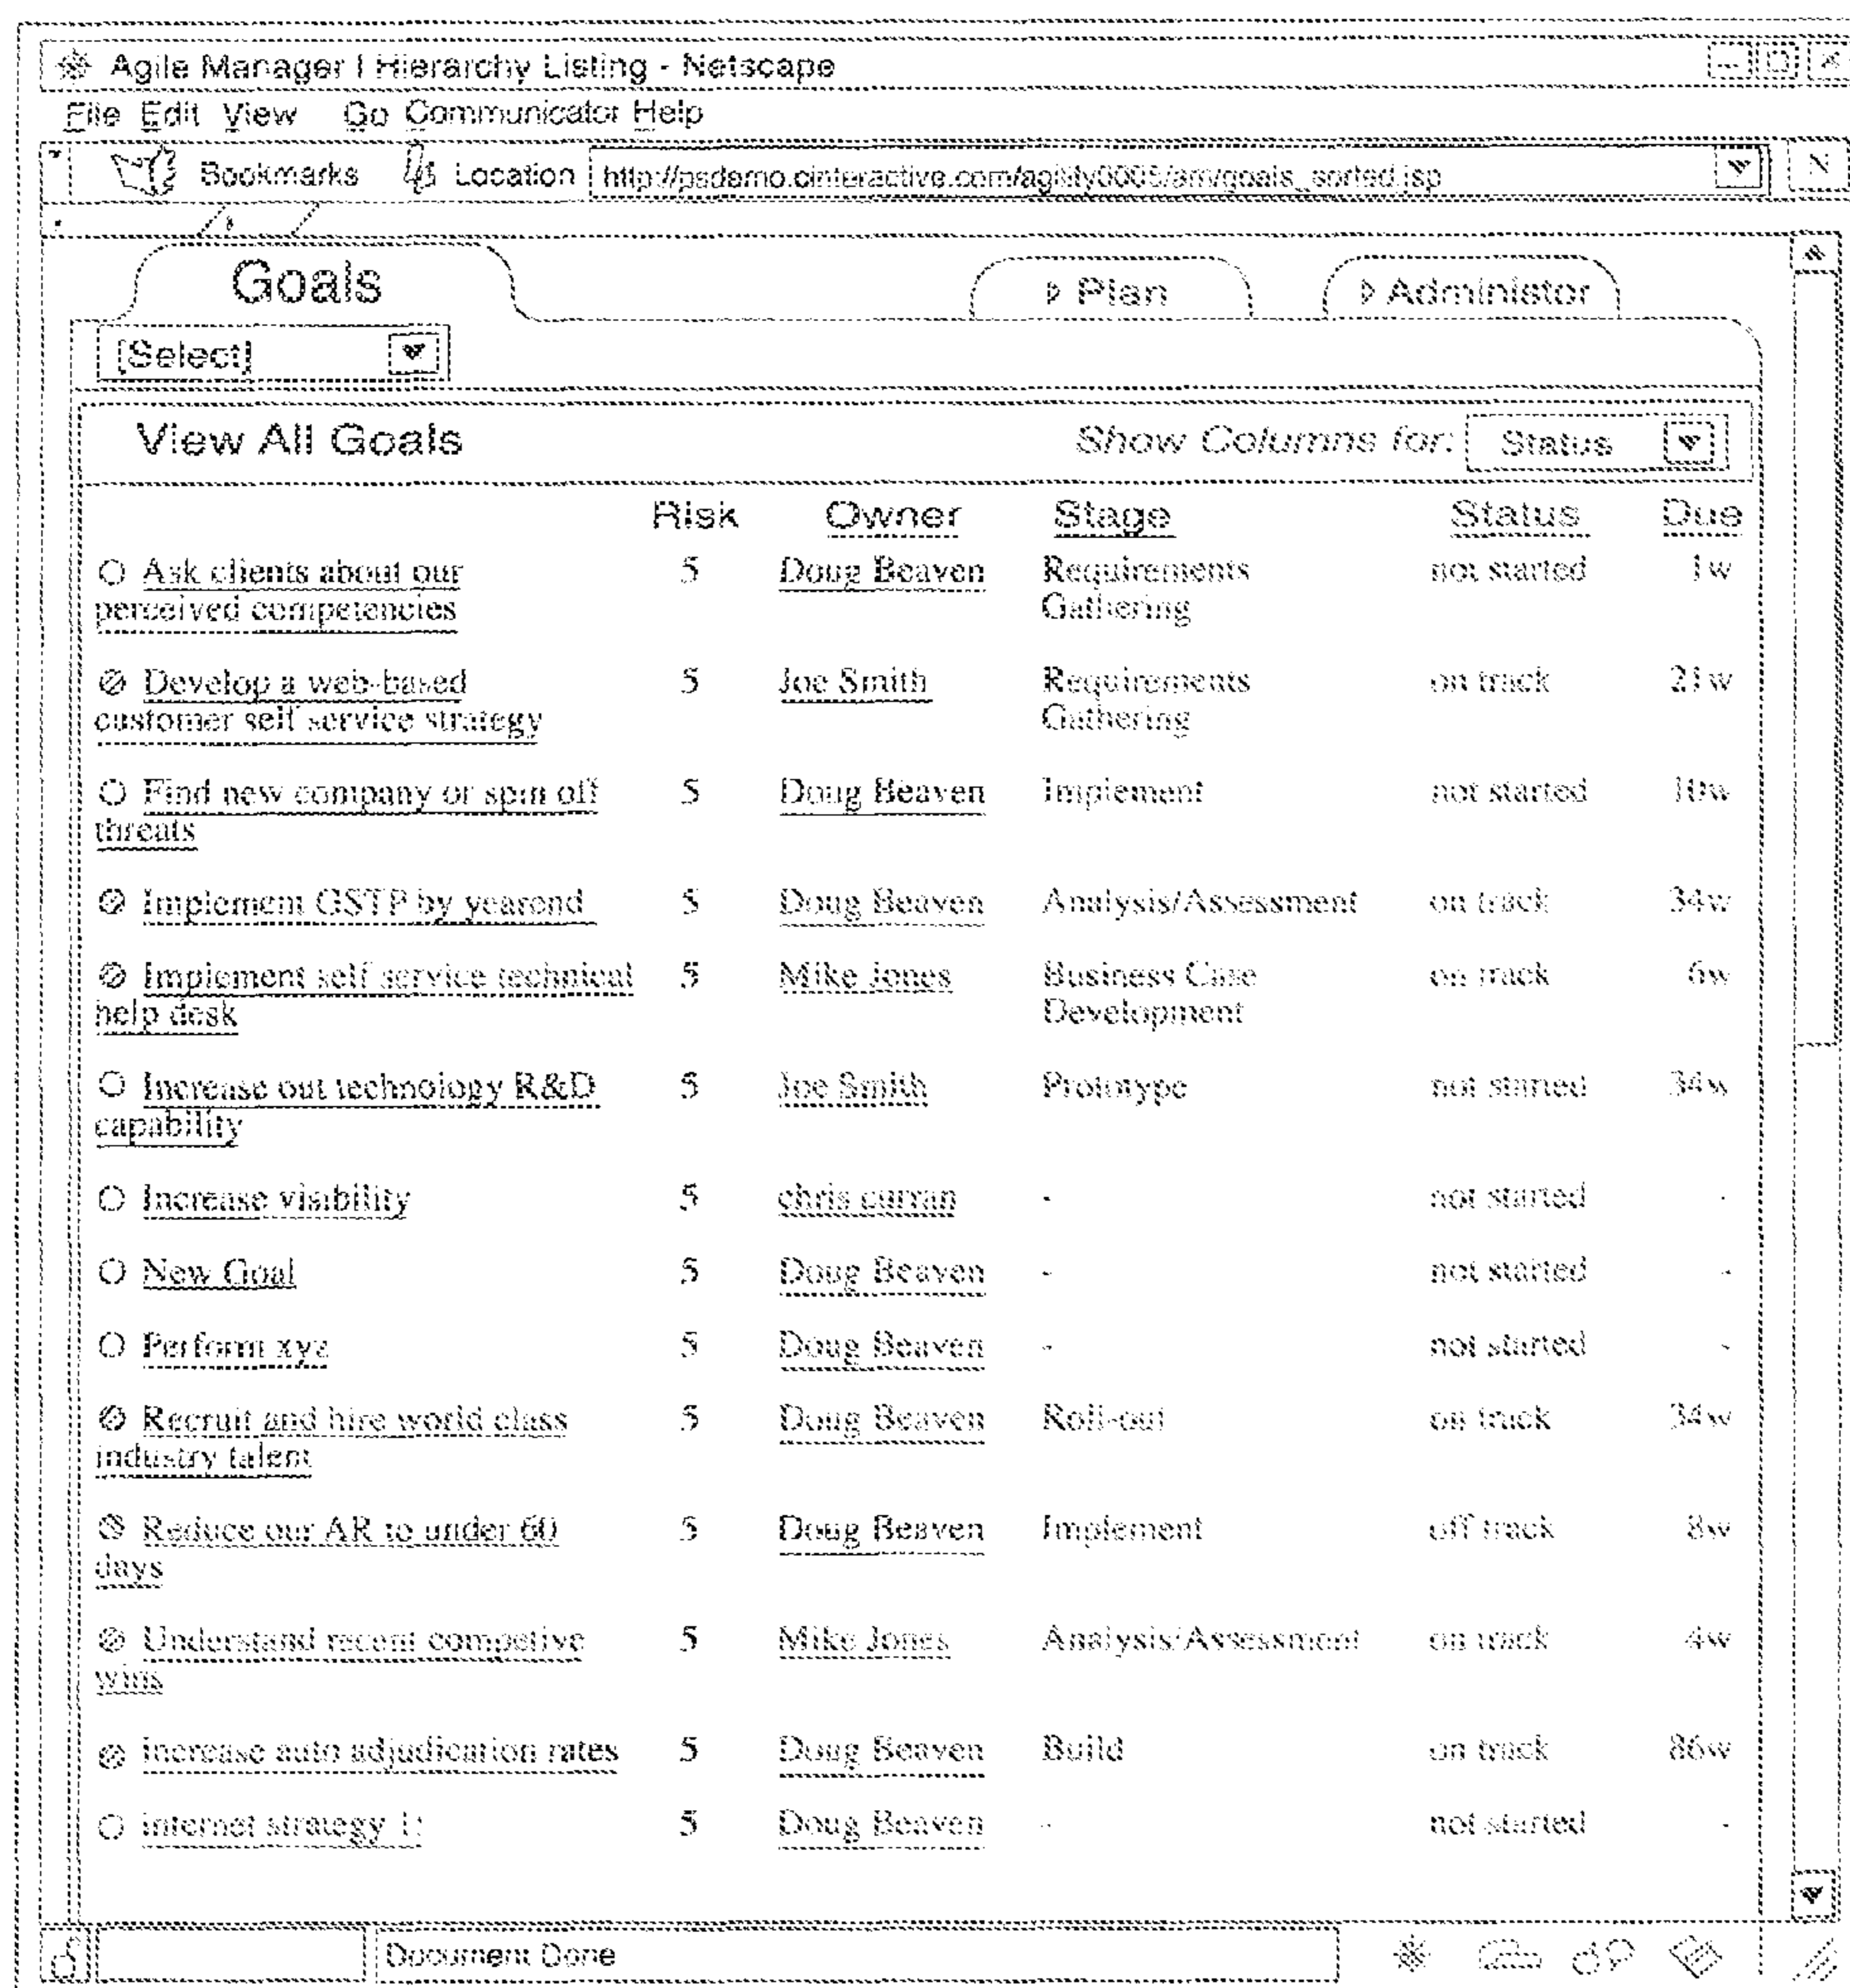 Agile Manager | Hierarchy Listing - Netscape
File Edit View Go Communicator Help
Bookmarks Location http://psdemo.cinteractive.com/agility0005/am/goals_sorted.jsp N
Goals Plan Administor
[Select]
View All Goals Show Columns for: Status
Risk Owner Stage Status Due
Ask clients about our 5 Doug Beaven Requirements not started 1w
perceived competencies Gathering
Develop a web-based 5 Joe Smith Requirements on track 21w
customer self service strategy Gathering
Find new company or spin off 5 Doug Beaven Implement not started 10w
threats
Implement GSTP by yearend 5 Doug Beaven Analysis/Assessment on track 34w
Implement self service technical 5 Mike Jones Business Case on track 6w
help desk Development
Increase out technology R&D 5 Joe Smith Prototype not started 34w
capability
Increase visibility 5 chris curran - not started -
New Goal 5 Doug Beaven - not started -
Perform xyz 5 Doug Beaven - not started -
Recruit and hire world class 5 Doug Beaven Roll-out on track 34w
industry talent
Reduce our AR to under 60 5 Doug Beaven Implement off track 8w
days
Understand recent competive 5 Mike Jones Analysis/Assessment on track 4w
wins
increase auto adjudication rates 5 Doug Beaven Build on track 86w
internet strategy 5 Doug Beaven - not started -
Document Done